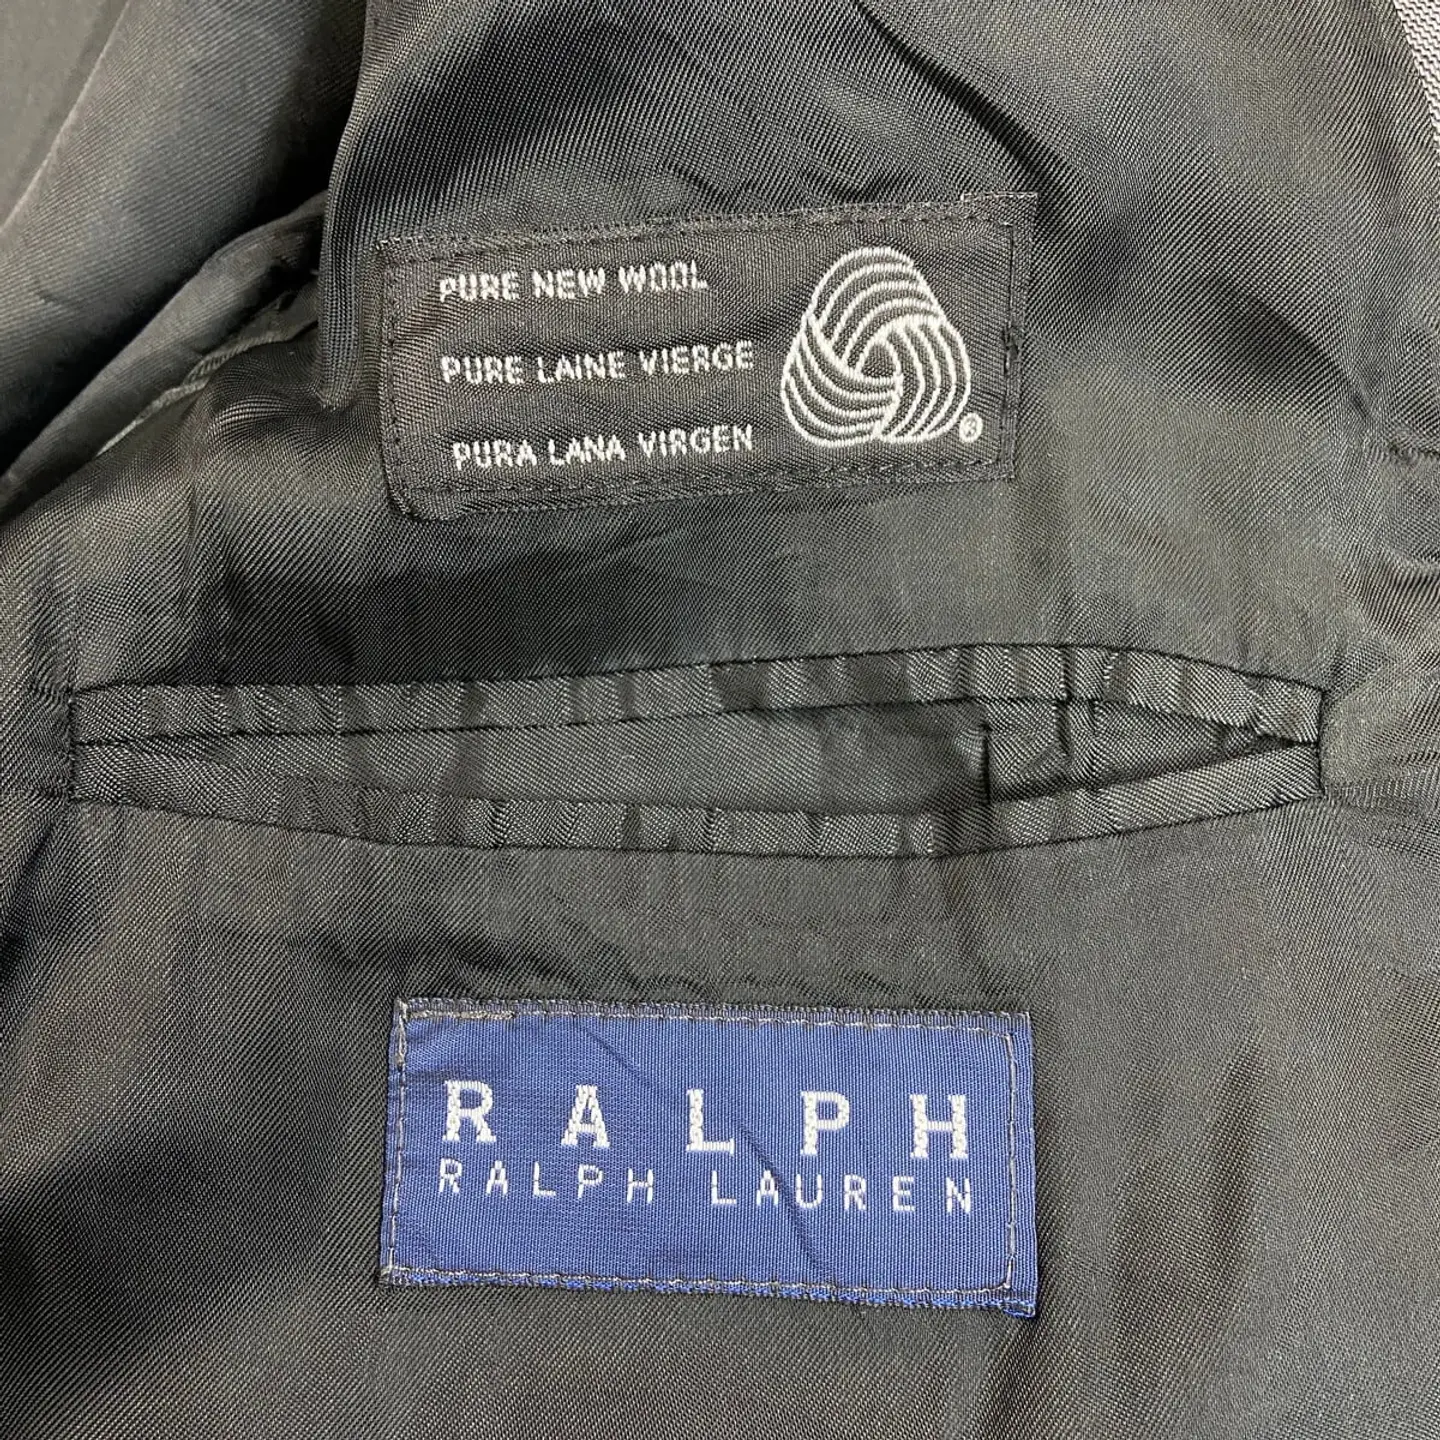 PURE NEW WOOL
PURE LAINE VIERGE
PURA LANA VIRGEN
®
RALPH
RALPH LAUREN